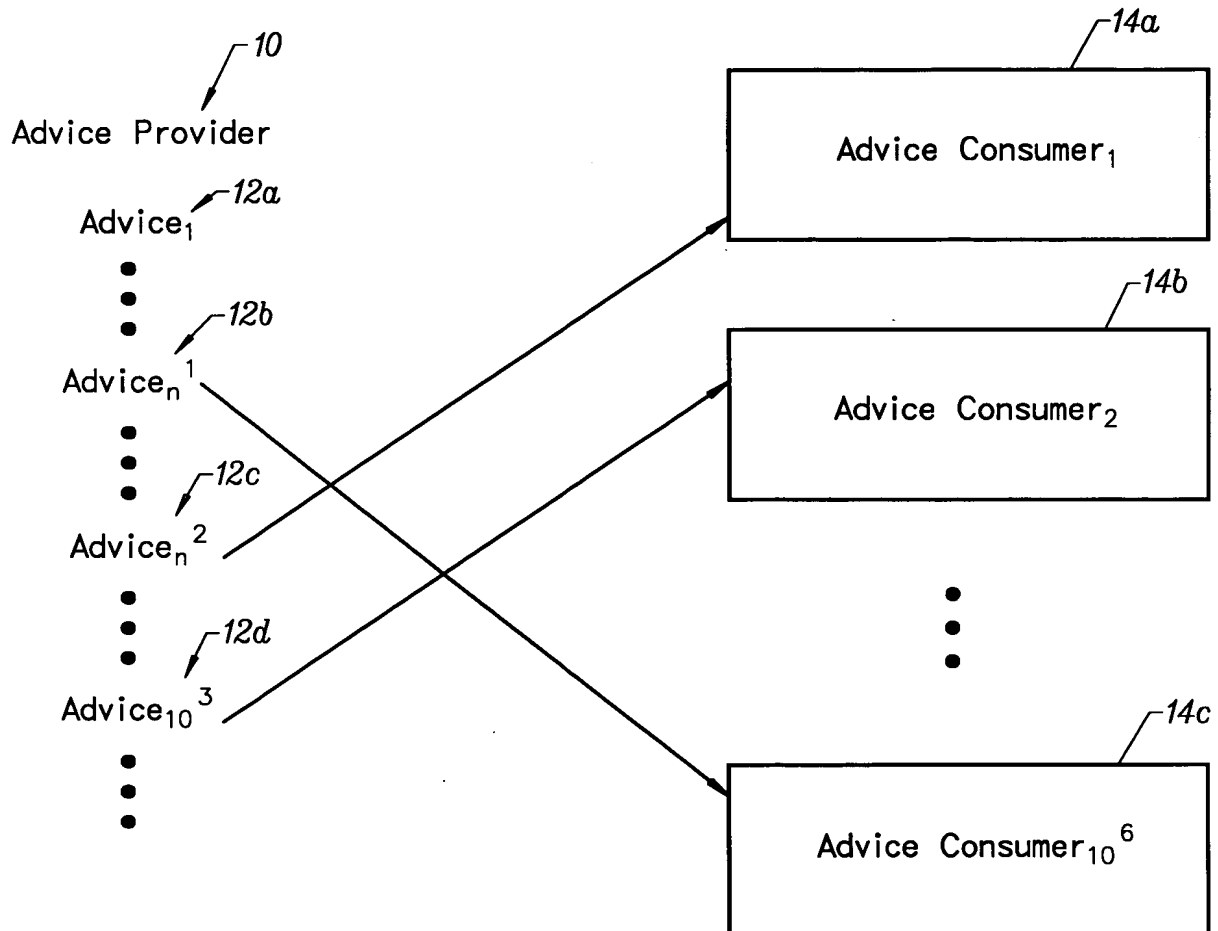 10
Advice Provider
12a
Advice₁
12b
Adviceₙ¹
12c
Adviceₙ²
12d
Advice₁₀³
14a
Advice Consumer₁
14b
Advice Consumer₂
14c
Advice Consumer₁₀⁶